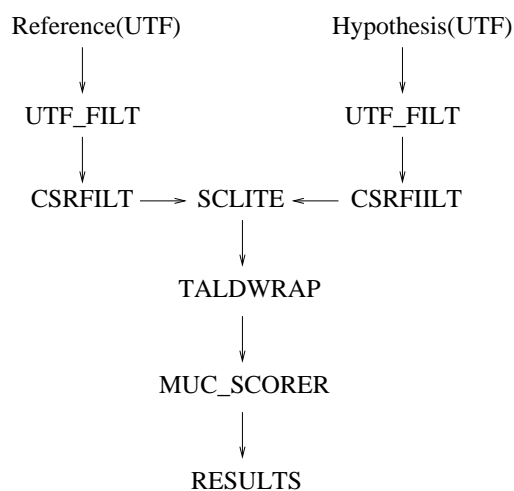 Reference(UTF) Hypothesis(UTF)
UTF_FILT UTF_FILT
CSRFILT SCLITE CSRFIILT
TALDWRAP
MUC_SCORER
RESULTS